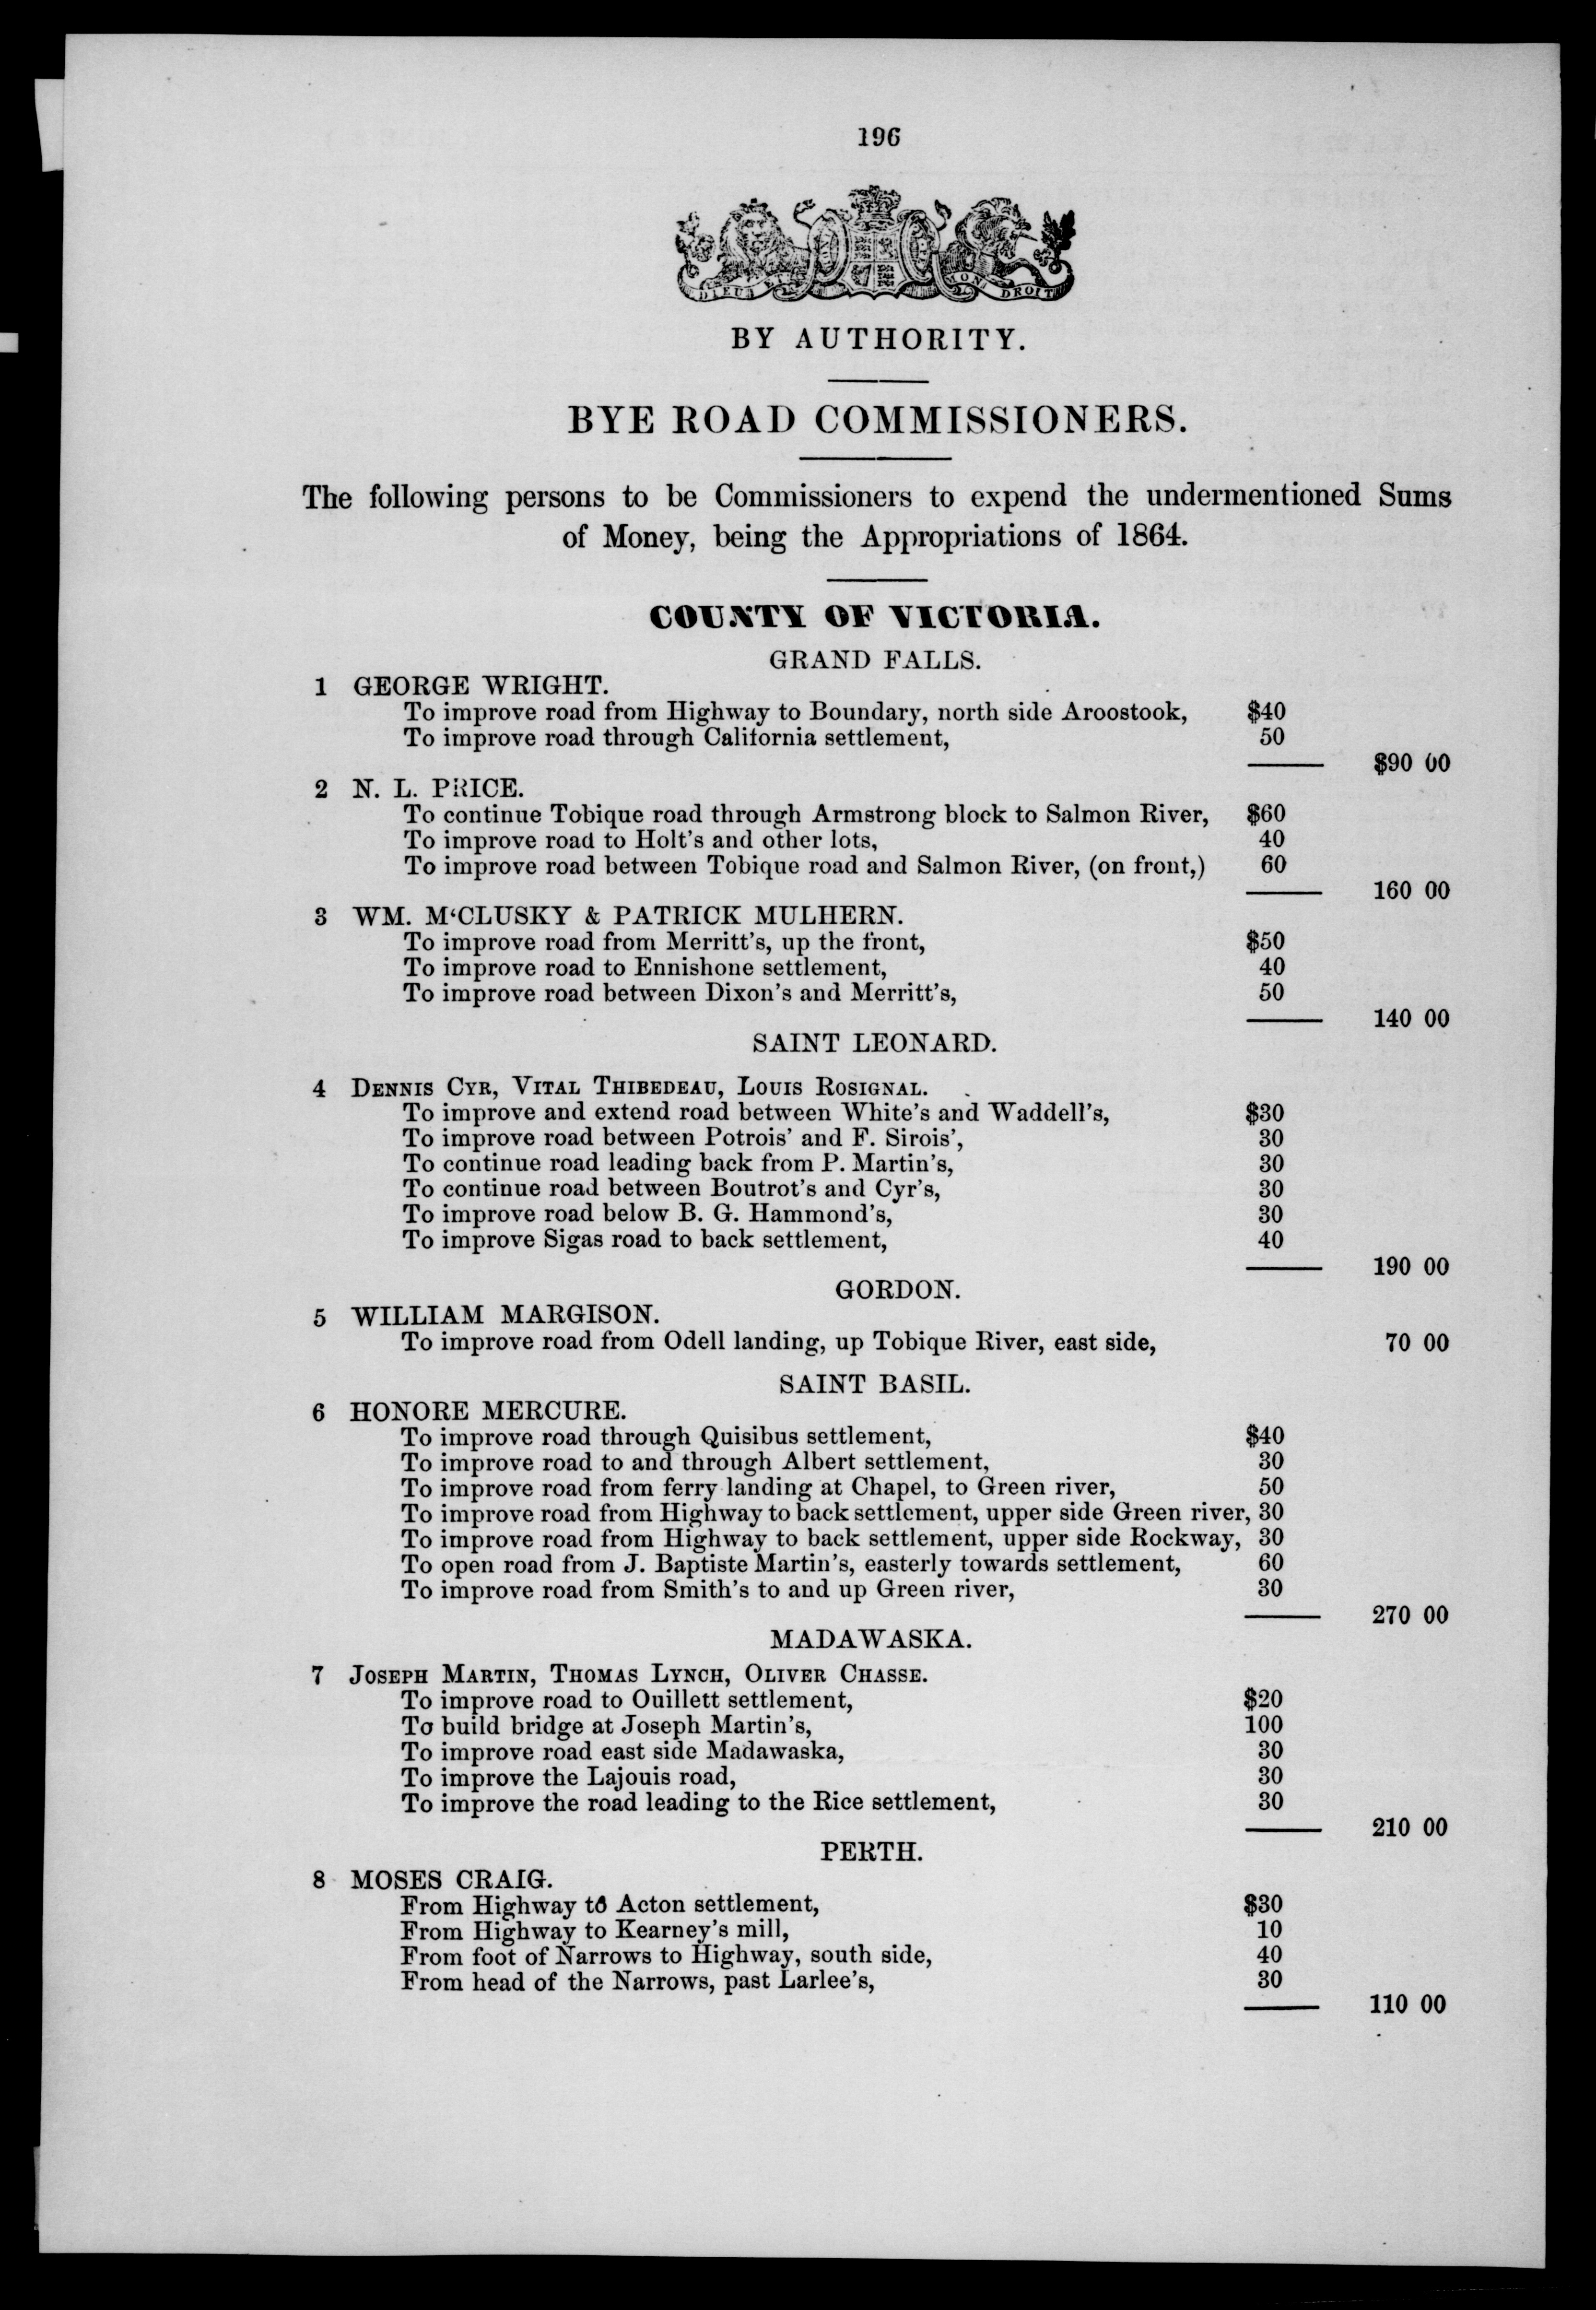 196
DIEU ET MON DROIT
BY AUTHORITY.
BYE ROAD COMMISSIONERS.
The following persons to be Commissioners to expend the undermentioned Sums
of Money, being the Appropriations of 1864.
COUNTY OF VICTORIA.
GRAND FALLS.
1 GEORGE WRIGHT.
To improve road from Highway to Boundary, north side Aroostook, $40
To improve road through California settlement, 50
$90 00
2 N. L. PRICE.
To continue Tobique road through Armstrong block to Salmon River, $60
To improve road to Holt's and other lots, 40
To improve road between Tobique road and Salmon River, (on front,) 60
160 00
3 WM. M‘CLUSKY & PATRICK MULHERN.
To improve road from Merritt's, up the front, $50
To improve road to Ennishone settlement, 40
To improve road between Dixon's and Merritt's, 50
140 00
SAINT LEONARD.
4 DENNIS CYR, VITAL THIBEDEAU, LOUIS ROSIGNAL.
To improve and extend road between White's and Waddell's, $30
To improve road between Potrois' and F. Sirois', 30
To continue road leading back from P. Martin's, 30
To continue road between Boutrot's and Cyr's, 30
To improve road below B. G. Hammond's, 30
To improve Sigas road to back settlement, 40
190 00
GORDON.
5 WILLIAM MARGISON.
To improve road from Odell landing, up Tobique River, east side, 70 00
SAINT BASIL.
6 HONORE MERCURE.
To improve road through Quisibus settlement, $40
To improve road to and through Albert settlement, 30
To improve road from ferry landing at Chapel, to Green river, 50
To improve road from Highway to back settlement, upper side Green river, 30
To improve road from Highway to back settlement, upper side Rockway, 30
To open road from J. Baptiste Martin's, easterly towards settlement, 60
To improve road from Smith's to and up Green river, 30
270 00
MADAWASKA.
7 JOSEPH MARTIN, THOMAS LYNCH, OLIVER CHASSE.
To improve road to Ouillett settlement, $20
To build bridge at Joseph Martin's, 100
To improve road east side Madawaska, 30
To improve the Lajouis road, 30
To improve the road leading to the Rice settlement, 30
210 00
PERTH.
8 MOSES CRAIG.
From Highway to Acton settlement, $30
From Highway to Kearney's mill, 10
From foot of Narrows to Highway, south side, 40
From head of the Narrows, past Larlee's, 30
110 00